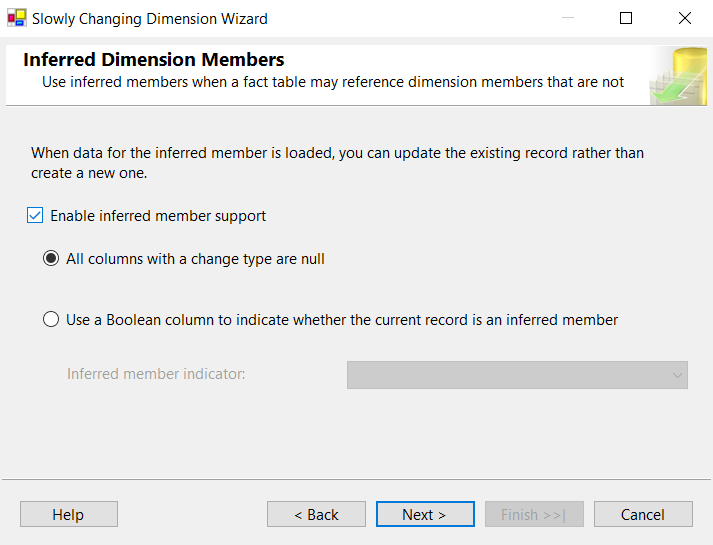 Slowly Changing Dimension Wizard
Inferred Dimension Members
Use inferred members when a fact table may reference dimension members that are not
When data for the inferred member is loaded, you can update the existing record rather than
create a new one.
Enable inferred member support
All columns with a change type are null
Use a Boolean column to indicate whether the current record is an inferred member
Inferred member indicator:
Help
< Back
Next >
Finish >>|
Cancel